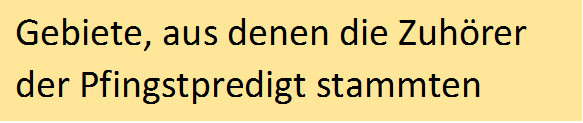 Gebiete, aus denen die Zuhörer
der Pfingstpredigt stammten